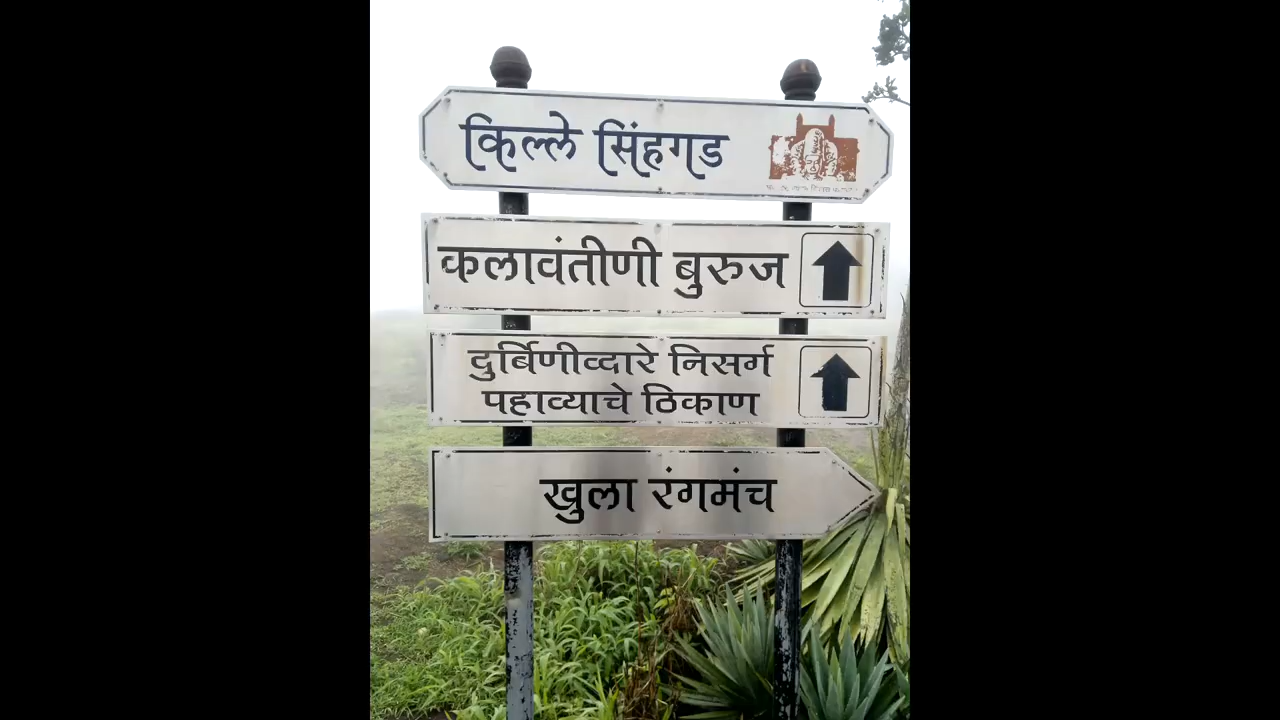 किल्ले सिंहगड
कलावंतीणी बुरुज
दुर्बिणीव्दारे निसर्ग
पहाव्याचे ठिकाण
खुला रंगमंच